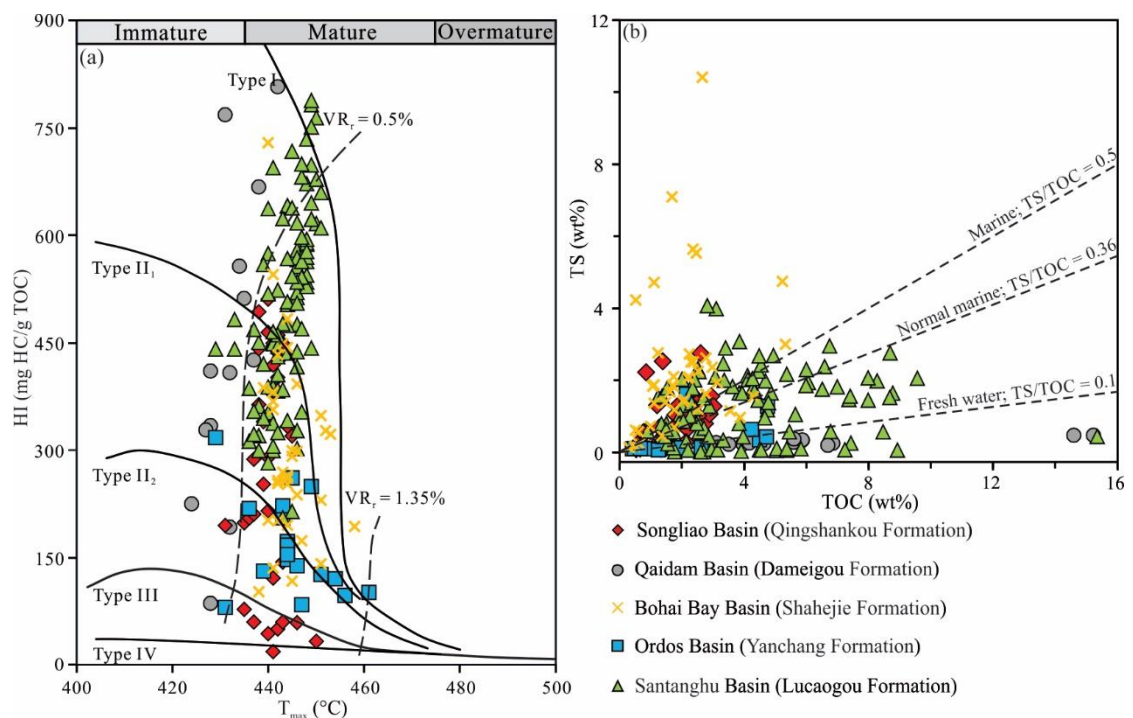 Immature
Mature
Overmature
(a)
900
750
600
450
300
150
0
HI (mg HC/g TOC)
Type I
VRr = 0.5%
Type II1
Type II2
VRr = 1.35%
Type III
Type IV
400
420
440
460
480
500
Tmax (°C)
(b)
12
8
4
0
TS (wt%)
Marine; TS/TOC = 0.5
Normal marine; TS/TOC = 0.36
Fresh water; TS/TOC = 0.1
0
4
8
12
16
TOC (wt%)
Songliao Basin (Qingshankou Formation)
Qaidam Basin (Dameigou Formation)
Bohai Bay Basin (Shahejie Formation)
Ordos Basin (Yanchang Formation)
Santanghu Basin (Lucaogou Formation)